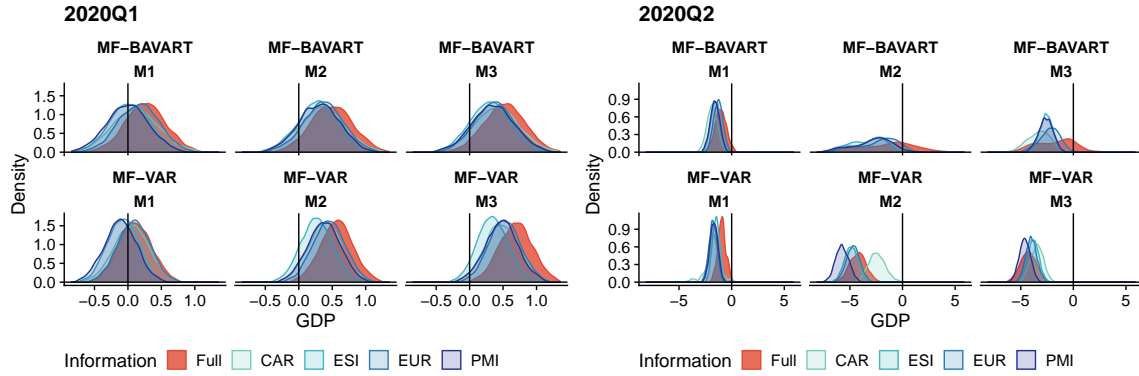 2020Q1
MF−BAVART MF−BAVART MF−BAVART
M1 M2 M3
1.5
1.0
0.5
0.0
MF−VAR MF−VAR MF−VAR
M1 M2 M3
1.5
1.0
0.5
0.0
Density
−0.5 0.0 0.5 1.0 −0.5 0.0 0.5 1.0 −0.5 0.0 0.5 1.0
GDP
Information Full CAR ESI EUR PMI
2020Q2
MF−BAVART MF−BAVART MF−BAVART
M1 M2 M3
0.9
0.6
0.3
0.0
MF−VAR MF−VAR MF−VAR
M1 M2 M3
0.9
0.6
0.3
0.0
Density
−5 0 5 −5 0 5 −5 0 5
GDP
Information Full CAR ESI EUR PMI